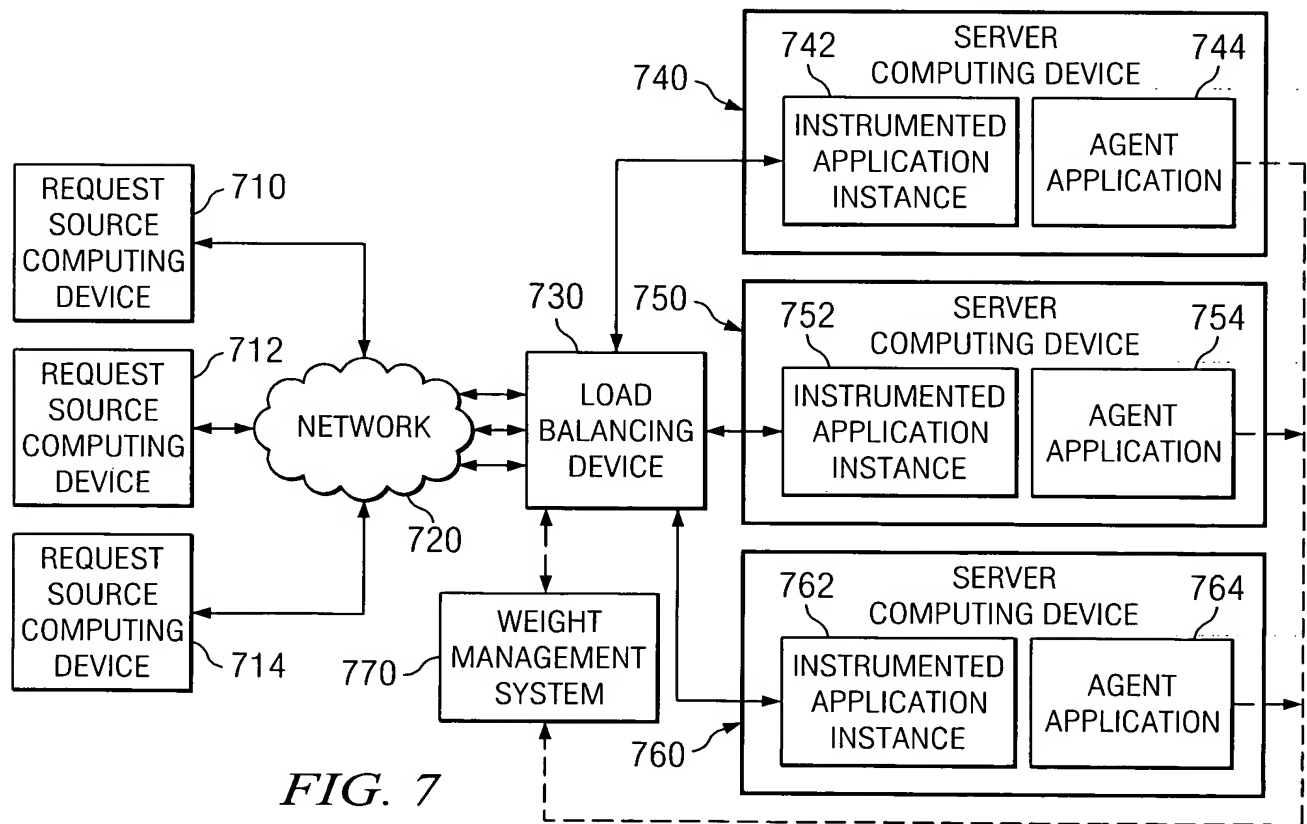 REQUEST
SOURCE
COMPUTING
DEVICE
710
REQUEST
SOURCE
COMPUTING
DEVICE
712
REQUEST
SOURCE
COMPUTING
DEVICE
714
NETWORK
720
730
LOAD
BALANCING
DEVICE
WEIGHT
MANAGEMENT
SYSTEM
770
740
SERVER
COMPUTING DEVICE
742
744
INSTRUMENTED
APPLICATION
INSTANCE
AGENT
APPLICATION
750
SERVER
COMPUTING DEVICE
752
754
INSTRUMENTED
APPLICATION
INSTANCE
AGENT
APPLICATION
760
SERVER
COMPUTING DEVICE
762
764
INSTRUMENTED
APPLICATION
INSTANCE
AGENT
APPLICATION
FIG. 7